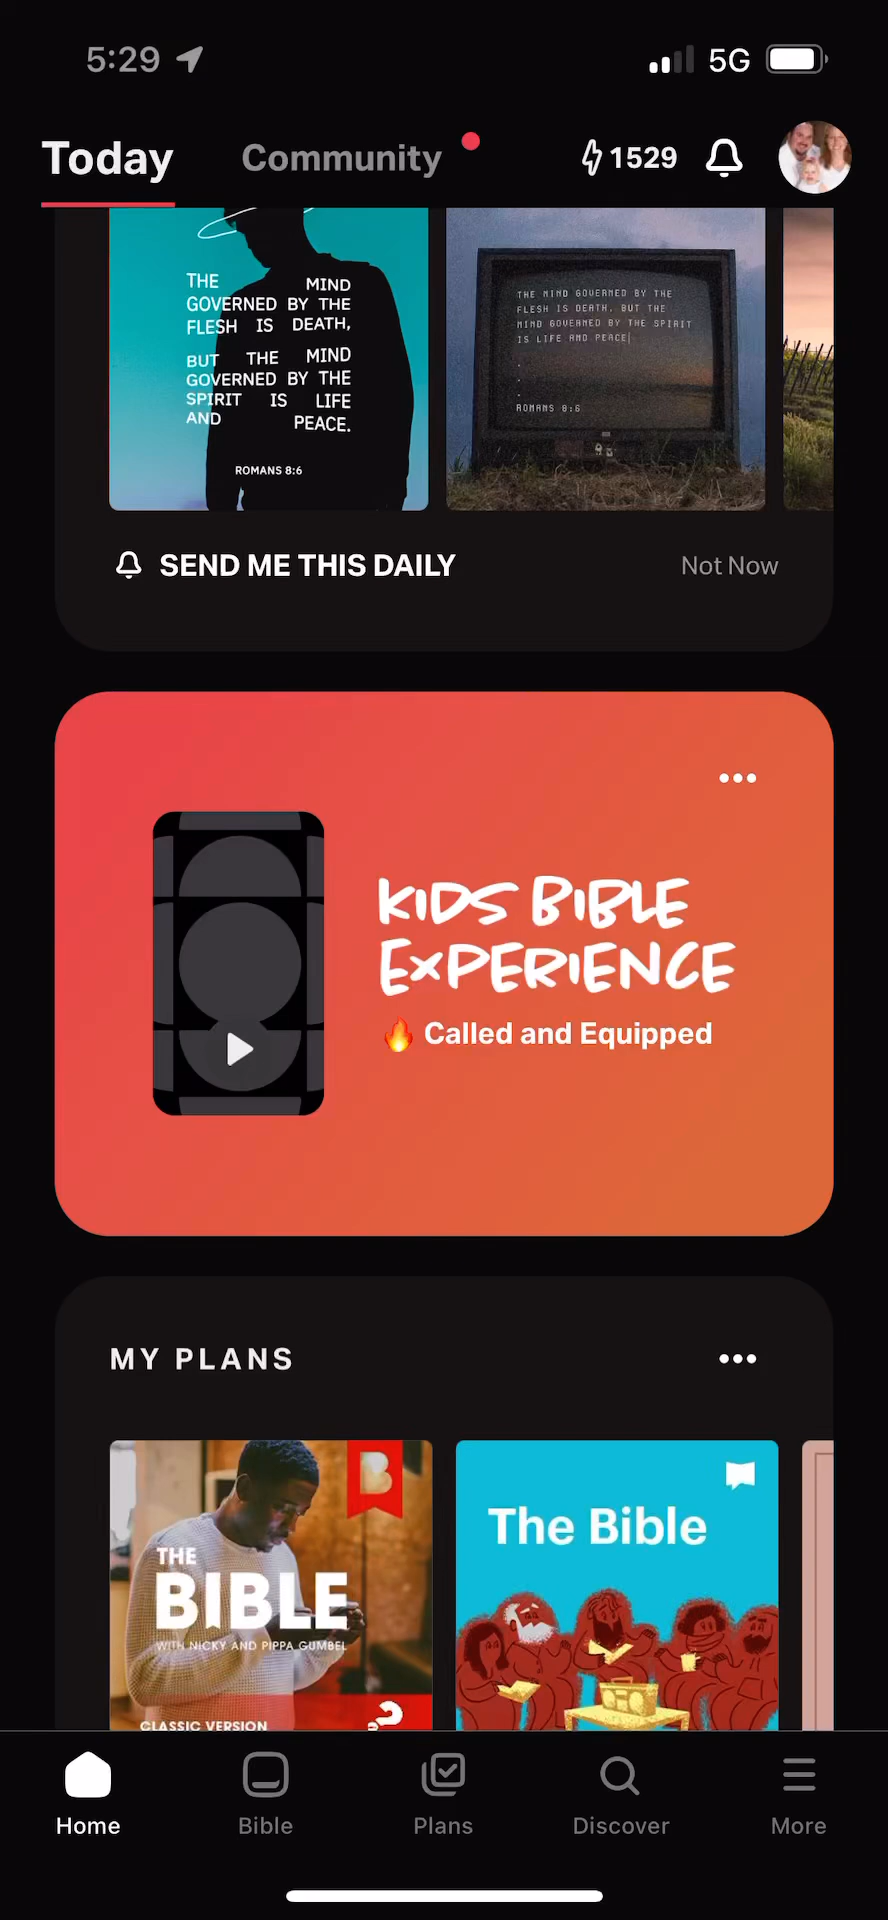 5:29
5G
Today
Community
1529
THE MIND
GOVERNED BY THE
FLESH IS DEATH,
BUT THE MIND
GOVERNED BY THE
SPIRIT IS LIFE
AND PEACE.
ROMANS 8:6
THE MIND GOVERNED BY THE
FLESH IS DEATH, BUT THE
MIND GOVERNED BY THE SPIRIT
IS LIFE AND PEACE
.
.
.
ROMANS 8:6
SEND ME THIS DAILY
Not Now
KIDS BIBLE
EXPERIENCE
🔥 Called and Equipped
MY PLANS
B
THE
BIBLE
WITH NICKY AND PIPPA GUMBEL
CLASSIC VERSION
The Bible
Home
Bible
Plans
Discover
More